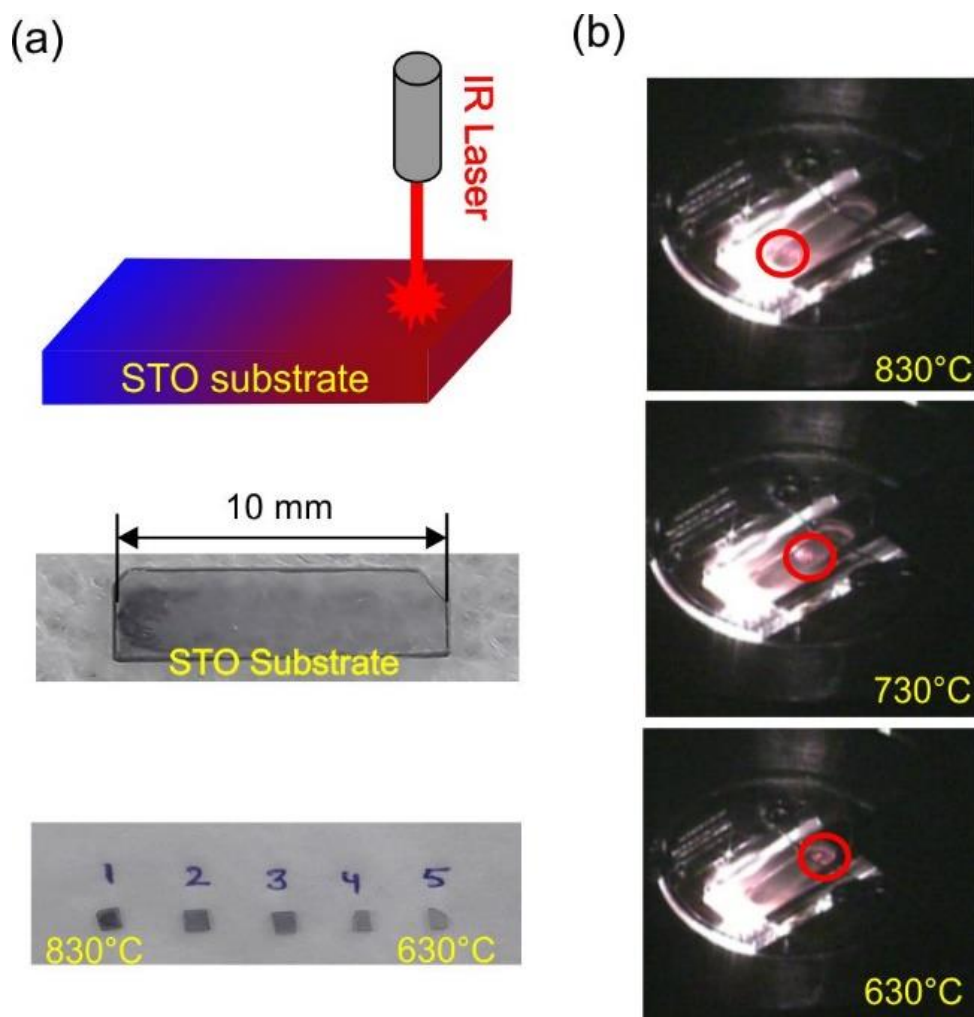 (a)
IR Laser
STO substrate
10 mm
STO Substrate
1 2 3 4 5
830°C 630°C
(b)
830°C
730°C
630°C